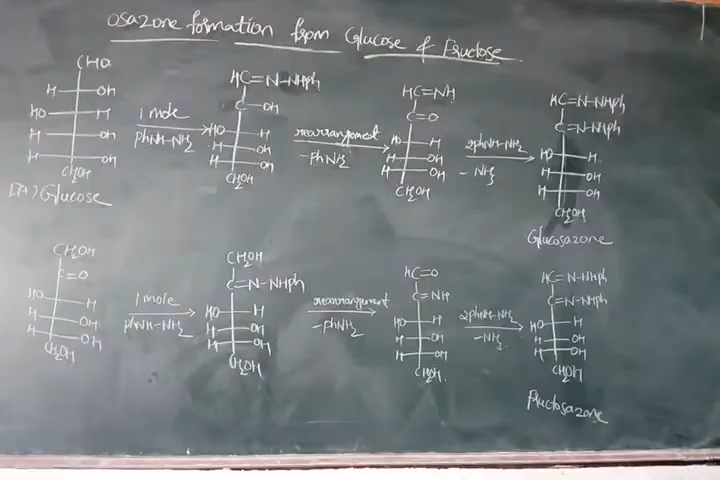 Osazone formation from Glucose & Fructose
CHO
H OH
HO H
H OH
H OH
CH2OH
D(+) Glucose
1 mole
PhNH-NH2
HC=N-NHPh
C-OH
HO H
H OH
H OH
CH2OH
rearrangement
-PhNH2
HC=NH
C=O
HO H
H OH
H OH
CH2OH
2PhNH-NH2
- NH3
HC=N-NHPh
C=N-NHPh
HO H
H OH
H OH
CH2OH
Glucosazone
CH2OH
C=O
HO H
H OH
H OH
CH2OH
1 mole
PhNH-NH2
CH2OH
C=N-NHPh
HO H
H OH
H OH
CH2OH
rearrangement
-PhNH2
HC=O
C=NH
HO H
H OH
H OH
CH2OH
2PhNH-NH2
-NH3
HC=N-NHPh
C=N-NHPh
HO H
H OH
H OH
CH2OH
Fructosazone